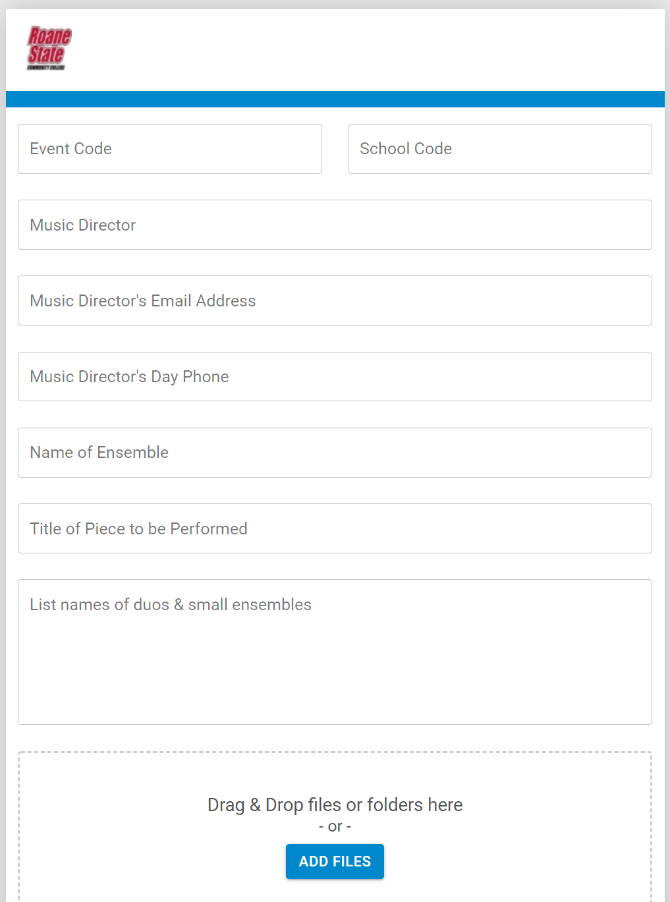 Roane
State
COMMUNITY COLLEGE
Event Code
School Code
Music Director
Music Director's Email Address
Music Director's Day Phone
Name of Ensemble
Title of Piece to be Performed
List names of duos & small ensembles
Drag & Drop files or folders here
- or -
ADD FILES